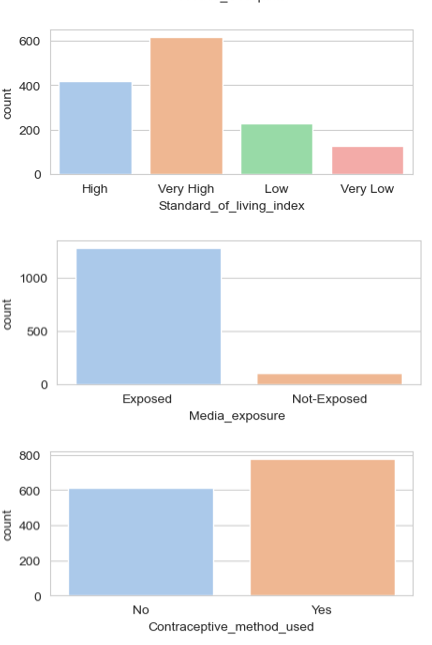 600
400
200
0
count
High Very High Low Very Low
Standard_of_living_index
1000
500
0
count
Exposed Not-Exposed
Media_exposure
800
600
400
200
0
count
No Yes
Contraceptive_method_used